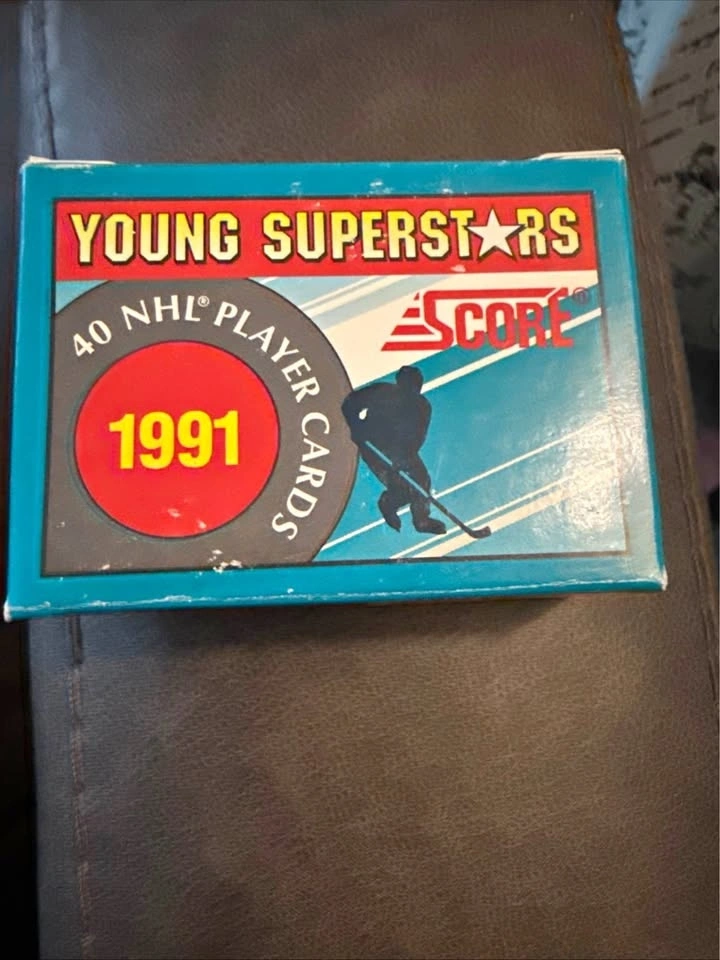 YOUNG SUPERSTARS
SCORE®
40 NHL® PLAYER CARDS
1991